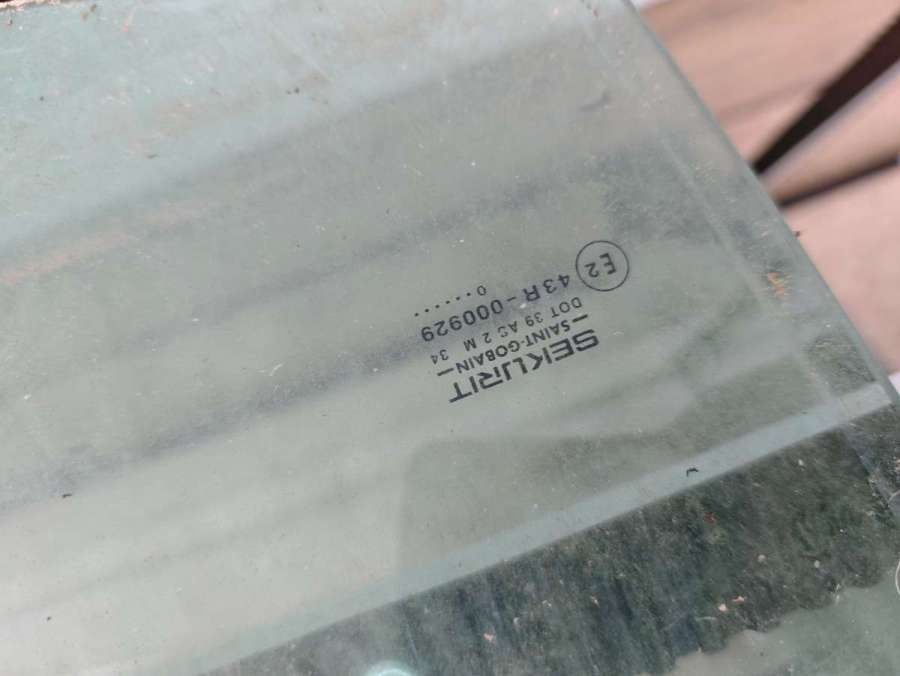 SEKURIT
—SAINT-GOBAIN—
DOT 39 AS 2 M 34
E2 43R-000929
0......